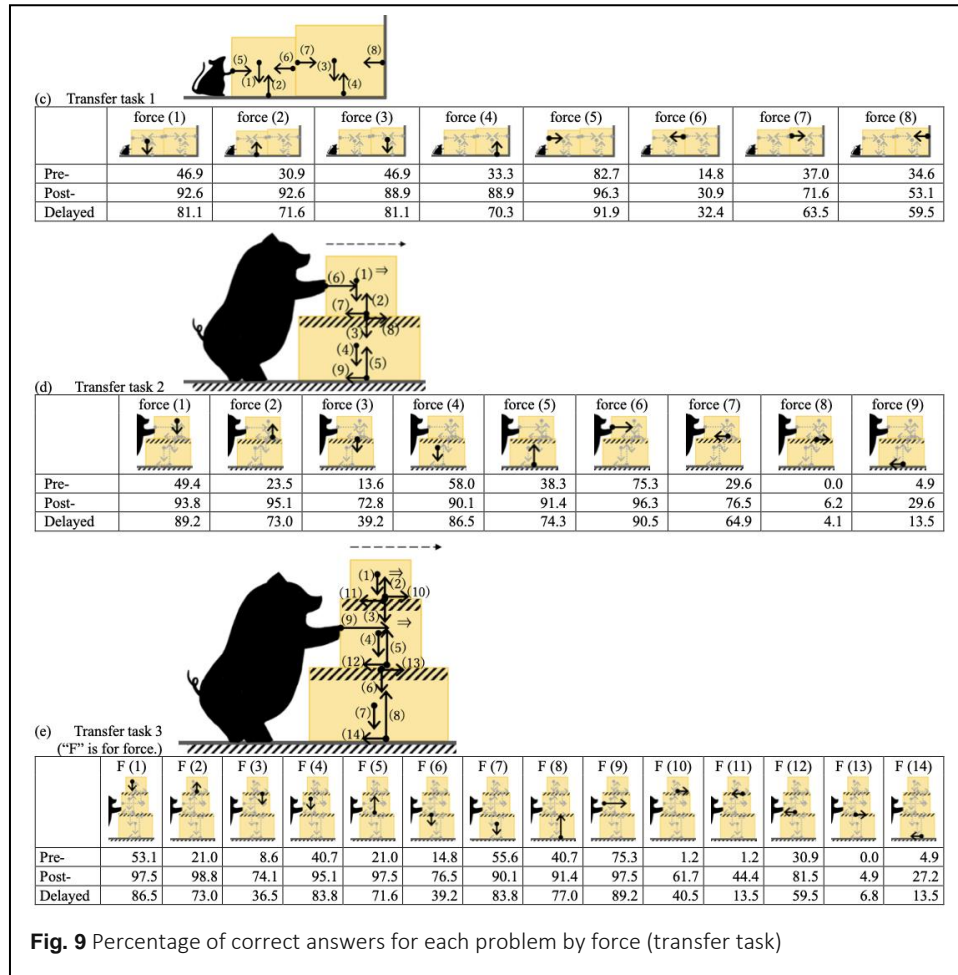 (5) (1) (2) (6) (7) (3) (4) (8)
(c) Transfer task 1
force (1) force (2) force (3) force (4) force (5) force (6) force (7) force (8)
Pre- 46.9 30.9 46.9 33.3 82.7 14.8 37.0 34.6
Post- 92.6 92.6 88.9 88.9 96.3 30.9 71.6 53.1
Delayed 81.1 71.6 81.1 70.3 91.9 32.4 63.5 59.5
(6) (1) ⇒
(7) (2)
(3) (8)
(4)
(9) (5)
(d) Transfer task 2
force (1) force (2) force (3) force (4) force (5) force (6) force (7) force (8) force (9)
Pre- 49.4 23.5 13.6 58.0 38.3 75.3 29.6 0.0 4.9
Post- 93.8 95.1 72.8 90.1 91.4 96.3 76.5 6.2 29.6
Delayed 89.2 73.0 39.2 86.5 74.3 90.5 64.9 4.1 13.5
(1) ⇒
(2)
(11) (10)
(9) (3) ⇒
(4) (5)
(12) (13)
(6)
(7) (8)
(14)
(e) Transfer task 3
("F" is for force.)
F (1) F (2) F (3) F (4) F (5) F (6) F (7) F (8) F (9) F (10) F (11) F (12) F (13) F (14)
Pre- 53.1 21.0 8.6 40.7 21.0 14.8 55.6 40.7 75.3 1.2 1.2 30.9 0.0 4.9
Post- 97.5 98.8 74.1 95.1 97.5 76.5 90.1 91.4 97.5 61.7 44.4 81.5 4.9 27.2
Delayed 86.5 73.0 36.5 83.8 71.6 39.2 83.8 77.0 89.2 40.5 13.5 59.5 6.8 13.5
Fig. 9 Percentage of correct answers for each problem by force (transfer task)